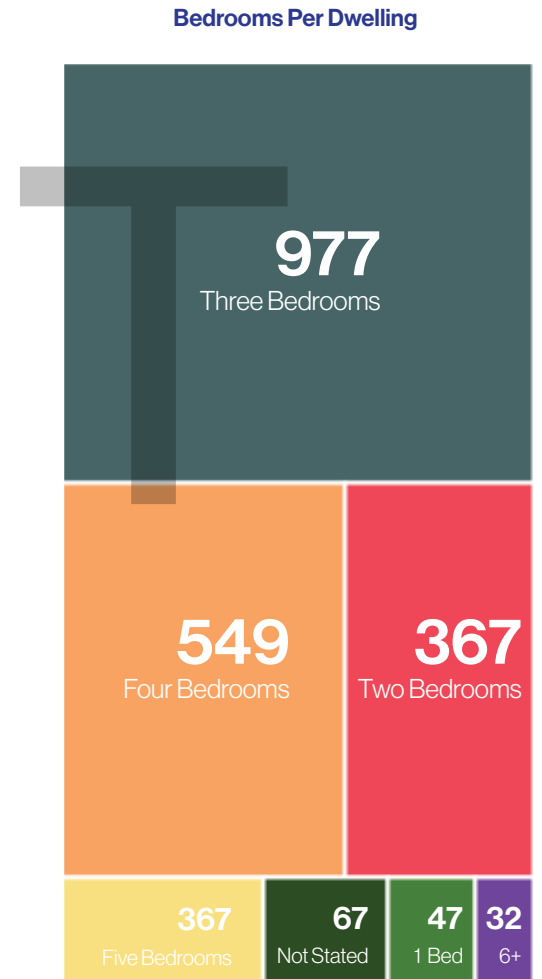 Bedrooms Per Dwelling
T
977
Three Bedrooms
549
Four Bedrooms
367
Two Bedrooms
367
Five Bedrooms
67
Not Stated
47
1 Bed
32
6+